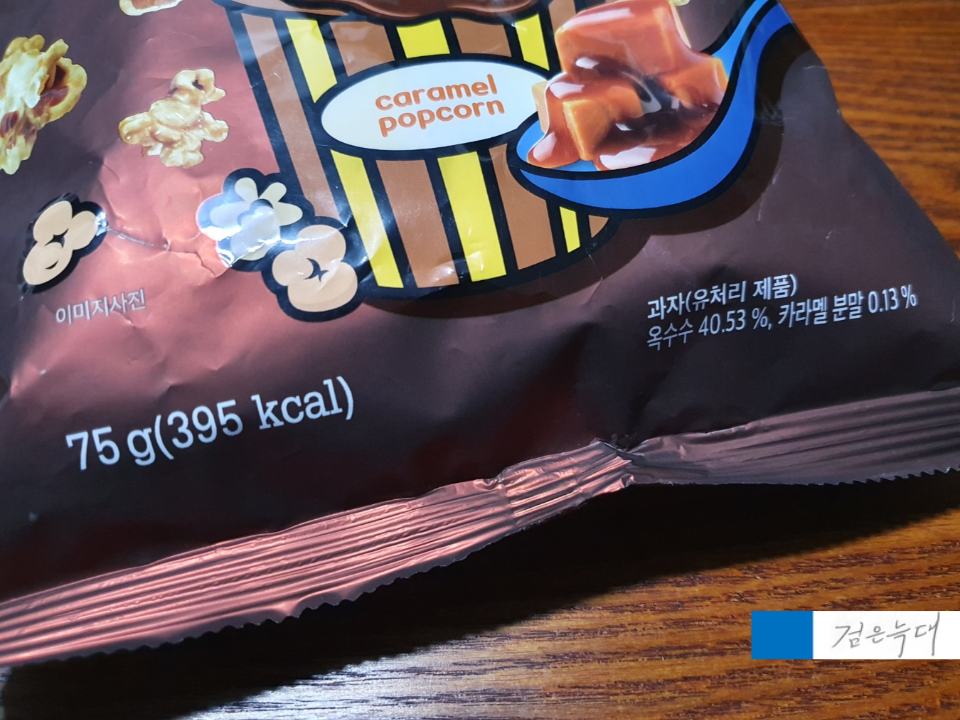 caramel
popcorn
이미지사진
과자(유처리 제품)
옥수수 40.53 %, 카라멜 분말 0.13 %
75 g(395 kcal)
검은늑대